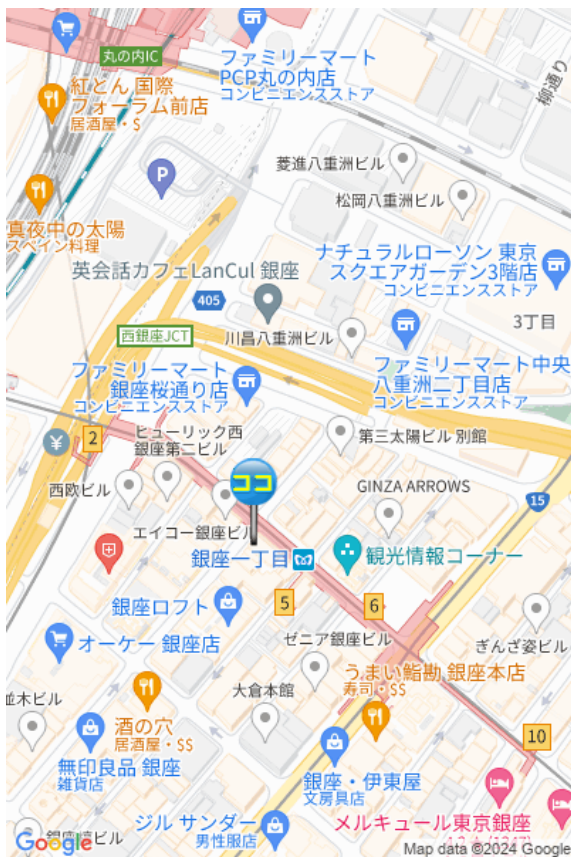 丸の内IC
ファミリーマート
PCP丸の内店
コンビニエンスストア
柳通り
紅とん 国際
フォーラム前店
居酒屋・$
P
菱進八重洲ビル
松岡八重洲ビル
真夜中の太陽
スペイン料理
ナチュラルローソン 東京
スクエアガーデン3階店
コンビニエンスストア
英会話カフェLanCul 銀座
405
3丁目
西銀座JCT
川昌八重洲ビル
ファミリーマート
銀座桜通り店
コンビニエンスストア
ファミリーマート中央
八重洲二丁目店
コンビニエンスストア
2
ヒューリック西
銀座第二ビル
第三太陽ビル 別館
ココ
西欧ビル
GINZA ARROWS
15
エイコー銀座ビル
銀座一丁目
観光情報コーナー
銀座ロフト
5
6
オーケー 銀座店
ゼニア銀座ビル
ぎんざ姿ビル
うまい鮨勘 銀座本店
寿司・$$
並木ビル
大倉本館
酒の穴
居酒屋・$$
10
無印良品 銀座
雑貨店
銀座・伊東屋
文房具店
ジル サンダー
男性服店
メルキュール東京銀座
Google
Map data ©2024 Google